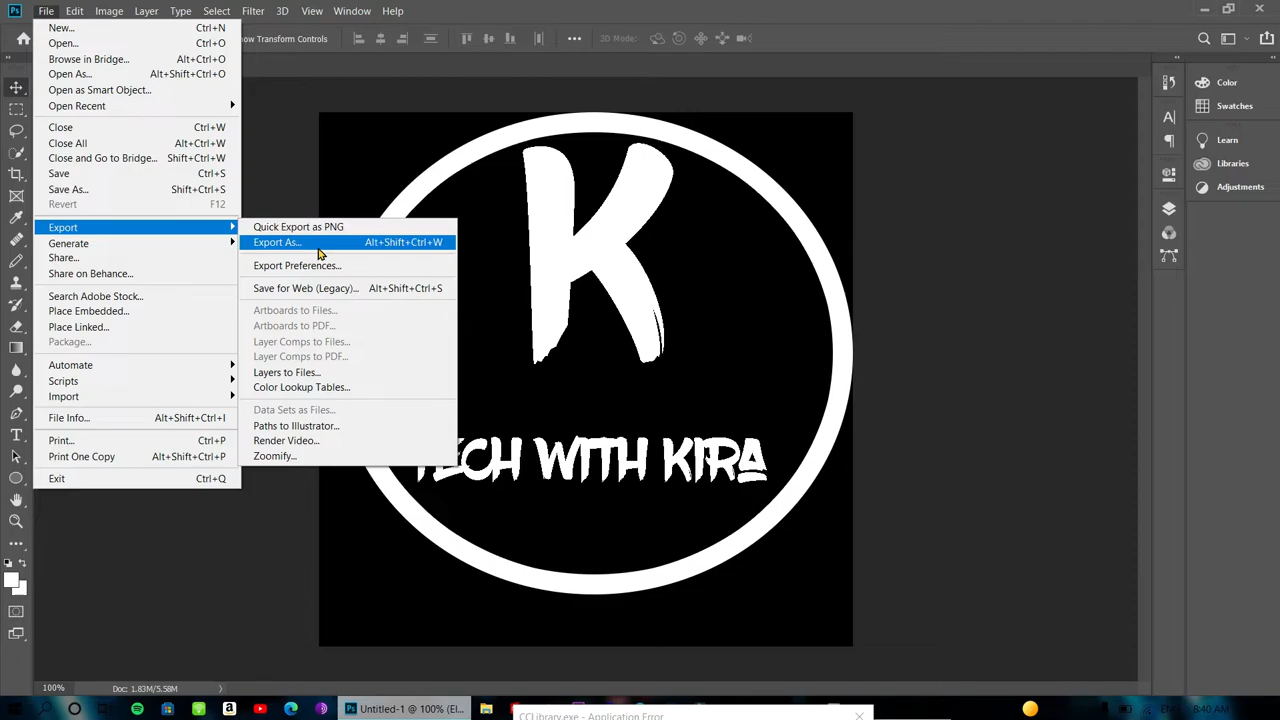 Ps File Edit Image Layer Type Select Filter 3D View Window Help
how Transform Controls
3D Mode:
New... Ctrl+N
Open... Ctrl+O
Browse in Bridge... Alt+Ctrl+O
Open As... Alt+Shift+Ctrl+O
Open as Smart Object...
Open Recent
Close Ctrl+W
Close All Alt+Ctrl+W
Close and Go to Bridge... Shift+Ctrl+W
Save Ctrl+S
Save As... Shift+Ctrl+S
Revert F12
Export
Generate
Share...
Share on Behance...
Search Adobe Stock...
Place Embedded...
Place Linked...
Package...
Automate
Scripts
Import
File Info... Alt+Shift+Ctrl+I
Print... Ctrl+P
Print One Copy Alt+Shift+Ctrl+P
Exit Ctrl+Q
Quick Export as PNG
Export As... Alt+Shift+Ctrl+W
Export Preferences...
Save for Web (Legacy)... Alt+Shift+Ctrl+S
Artboards to Files...
Artboards to PDF...
Layer Comps to Files...
Layer Comps to PDF...
Layers to Files...
Color Lookup Tables...
Data Sets as Files...
Paths to Illustrator...
Render Video...
Zoomify...
K
TECH WITH KIRA
Color
Swatches
Learn
Libraries
Adjustments
100% Doc: 1.83M/5.58M
Ps Untitled-1 @ 100% (El...
8:40 AM
CCLibrary.exe - Application Error